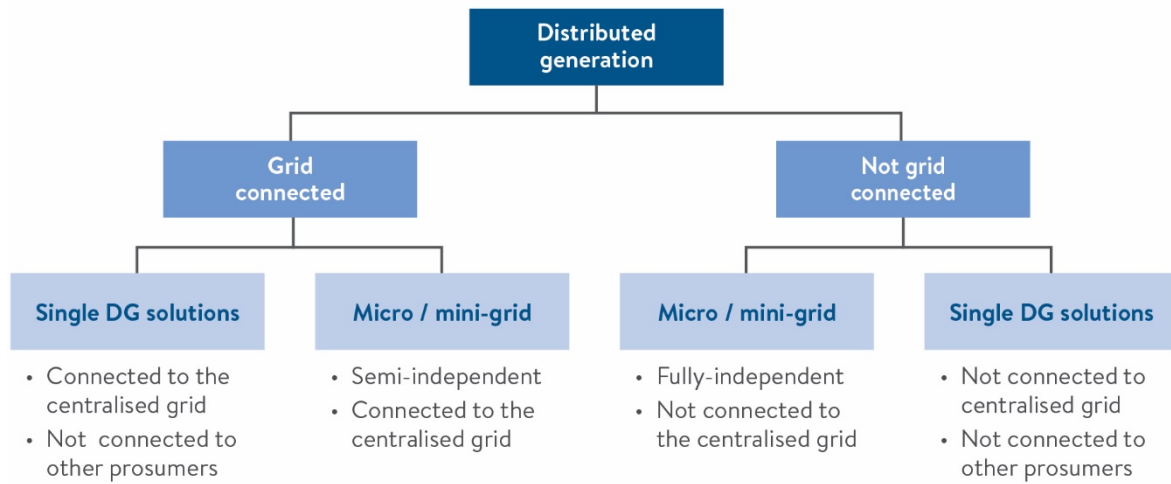 Distributed
generation
Grid
connected
Not grid
connected
Single DG solutions
• Connected to the
centralised grid
• Not connected to
other prosumers
Micro / mini-grid
• Semi-independent
• Connected to the
centralised grid
Micro / mini-grid
• Fully-independent
• Not connected to
the centralised grid
Single DG solutions
• Not connected to
centralised grid
• Not connected to
other prosumers